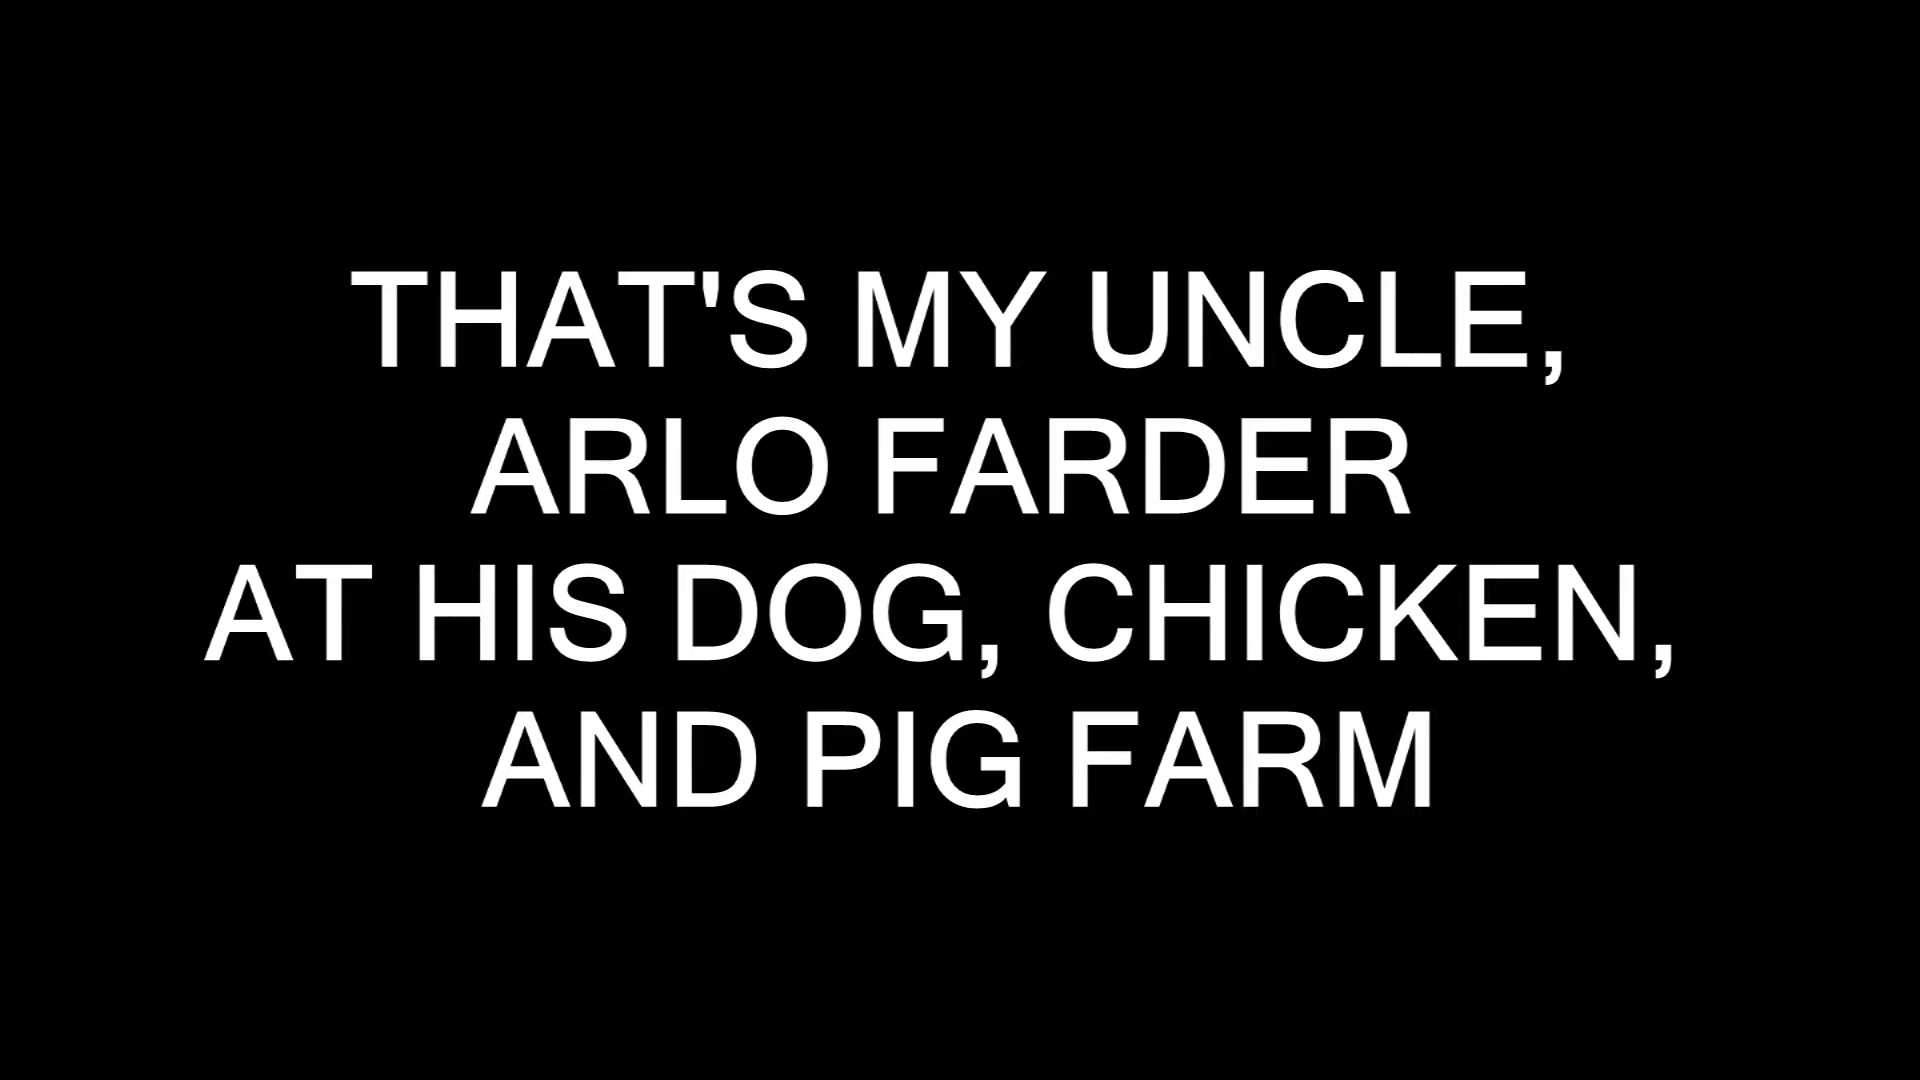 THAT'S MY UNCLE,
ARLO FARDER
AT HIS DOG, CHICKEN,
AND PIG FARM